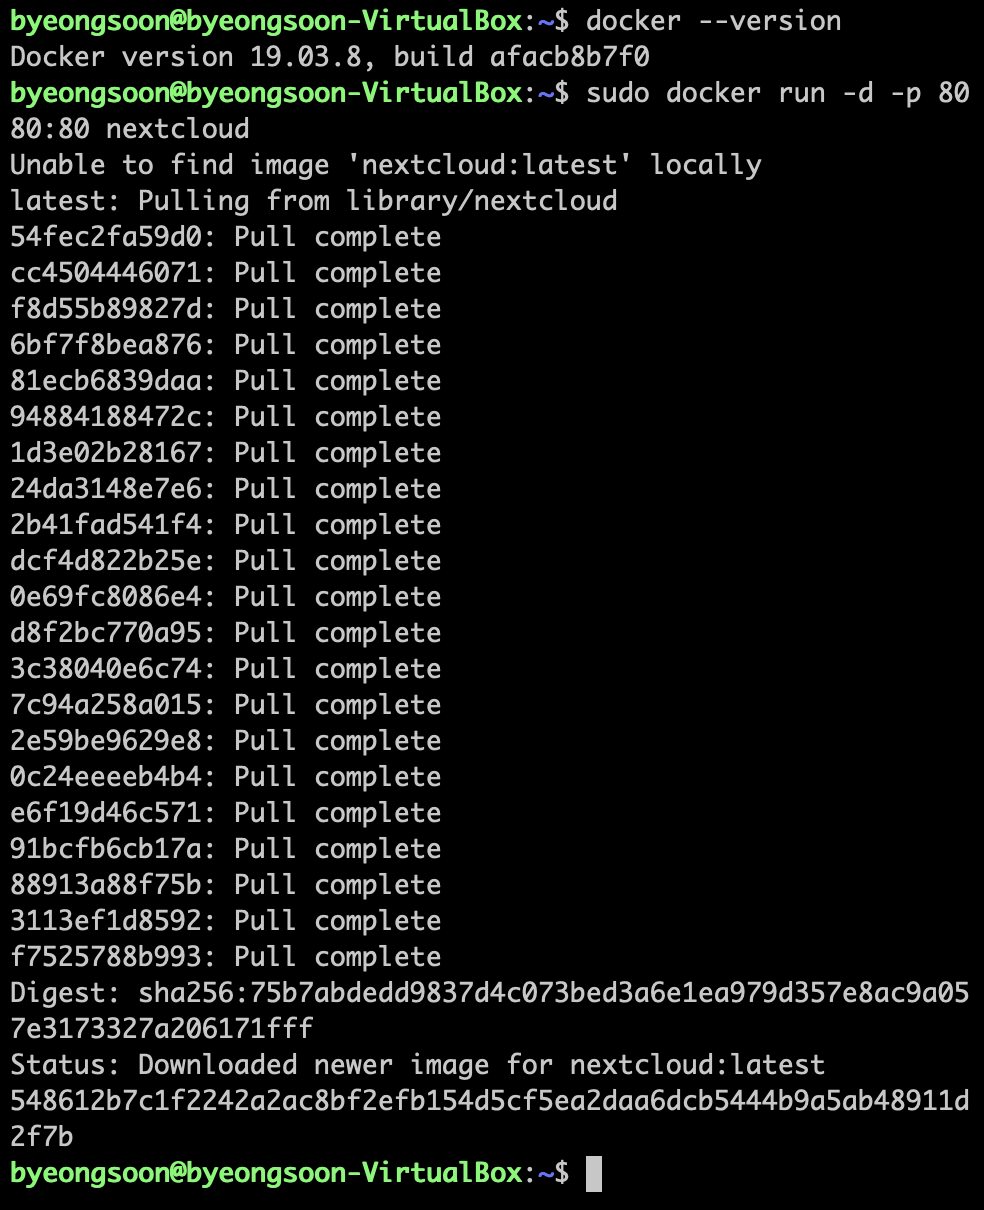 byeongsoon@byeongsoon-VirtualBox:~$ docker --version
Docker version 19.03.8, build afacb8b7f0
byeongsoon@byeongsoon-VirtualBox:~$ sudo docker run -d -p 80
80:80 nextcloud
Unable to find image 'nextcloud:latest' locally
latest: Pulling from library/nextcloud
54fec2fa59d0: Pull complete
cc4504446071: Pull complete
f8d55b89827d: Pull complete
6bf7f8bea876: Pull complete
81ecb6839daa: Pull complete
94884188472c: Pull complete
1d3e02b28167: Pull complete
24da3148e7e6: Pull complete
2b41fad541f4: Pull complete
dcf4d822b25e: Pull complete
0e69fc8086e4: Pull complete
d8f2bc770a95: Pull complete
3c38040e6c74: Pull complete
7c94a258a015: Pull complete
2e59be9629e8: Pull complete
0c24eeeeb4b4: Pull complete
e6f19d46c571: Pull complete
91bcfb6cb17a: Pull complete
88913a88f75b: Pull complete
3113ef1d8592: Pull complete
f7525788b993: Pull complete
Digest: sha256:75b7abdedd9837d4c073bed3a6e1ea979d357e8ac9a05
7e3173327a206171fff
Status: Downloaded newer image for nextcloud:latest
548612b7c1f2242a2ac8bf2efb154d5cf5ea2daa6dcb5444b9a5ab48911d
2f7b
byeongsoon@byeongsoon-VirtualBox:~$